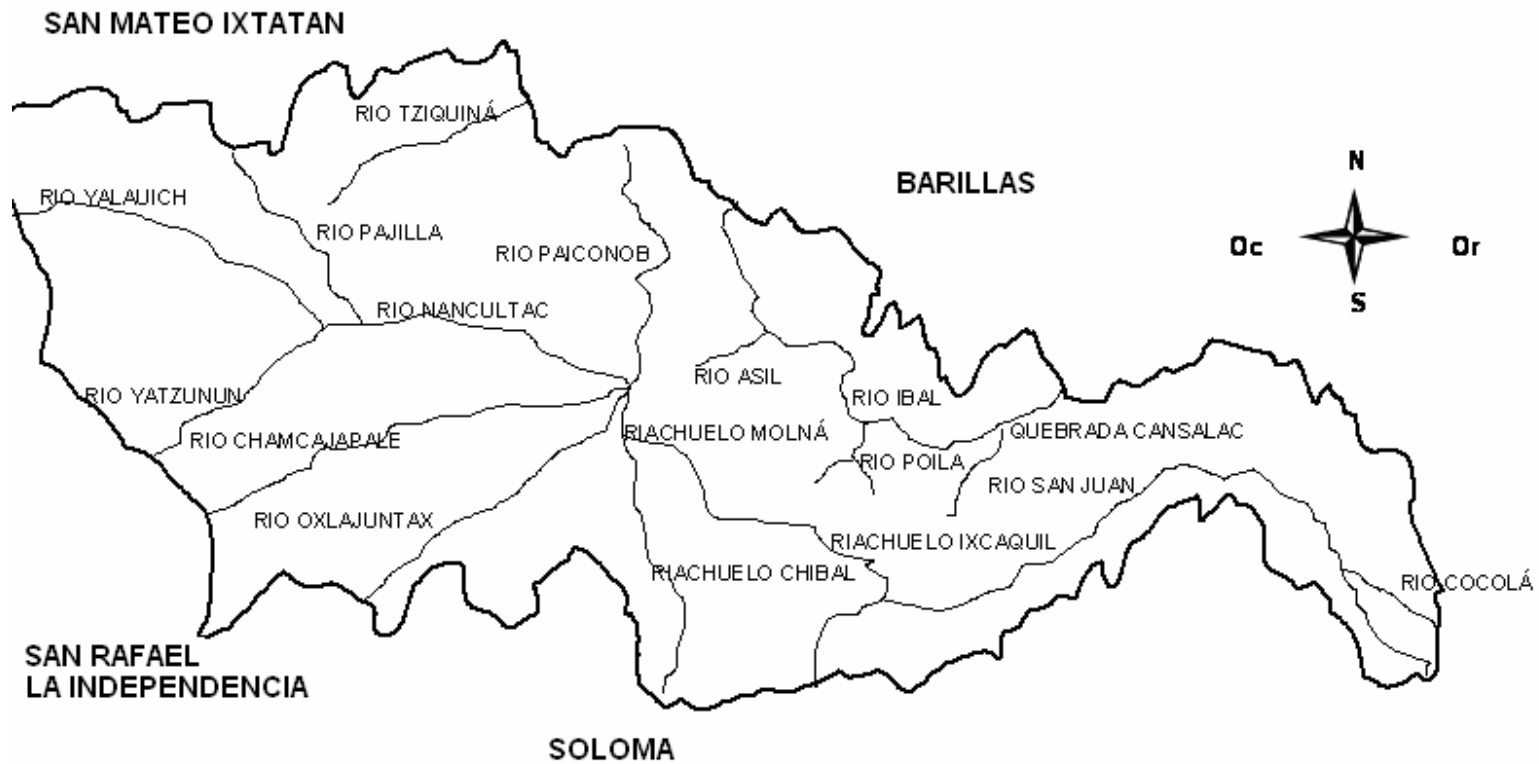 SAN MATEO IXTATAN
RIO TZIQUINÁ
BARILLAS
N
RIO YALAUICH
RIO PAJILLA
RIO PAICONOB
Oc
Or
S
RIO NANCULTAC
RIO ASIL
RIO YATZUNUN
RIO IBAL
RIO CHAMCAJAPALE
RIACHUELO MOLNÁ
QUEBRADA CANSALAC
RIO POILA
RIO SAN JUAN
RIO OXLAJUNTAX
RIACHUELO IXCAQUIL
RIACHUELO CHIBAL
RIO COCOLÁ
SAN RAFAEL
LA INDEPENDENCIA
SOLOMA